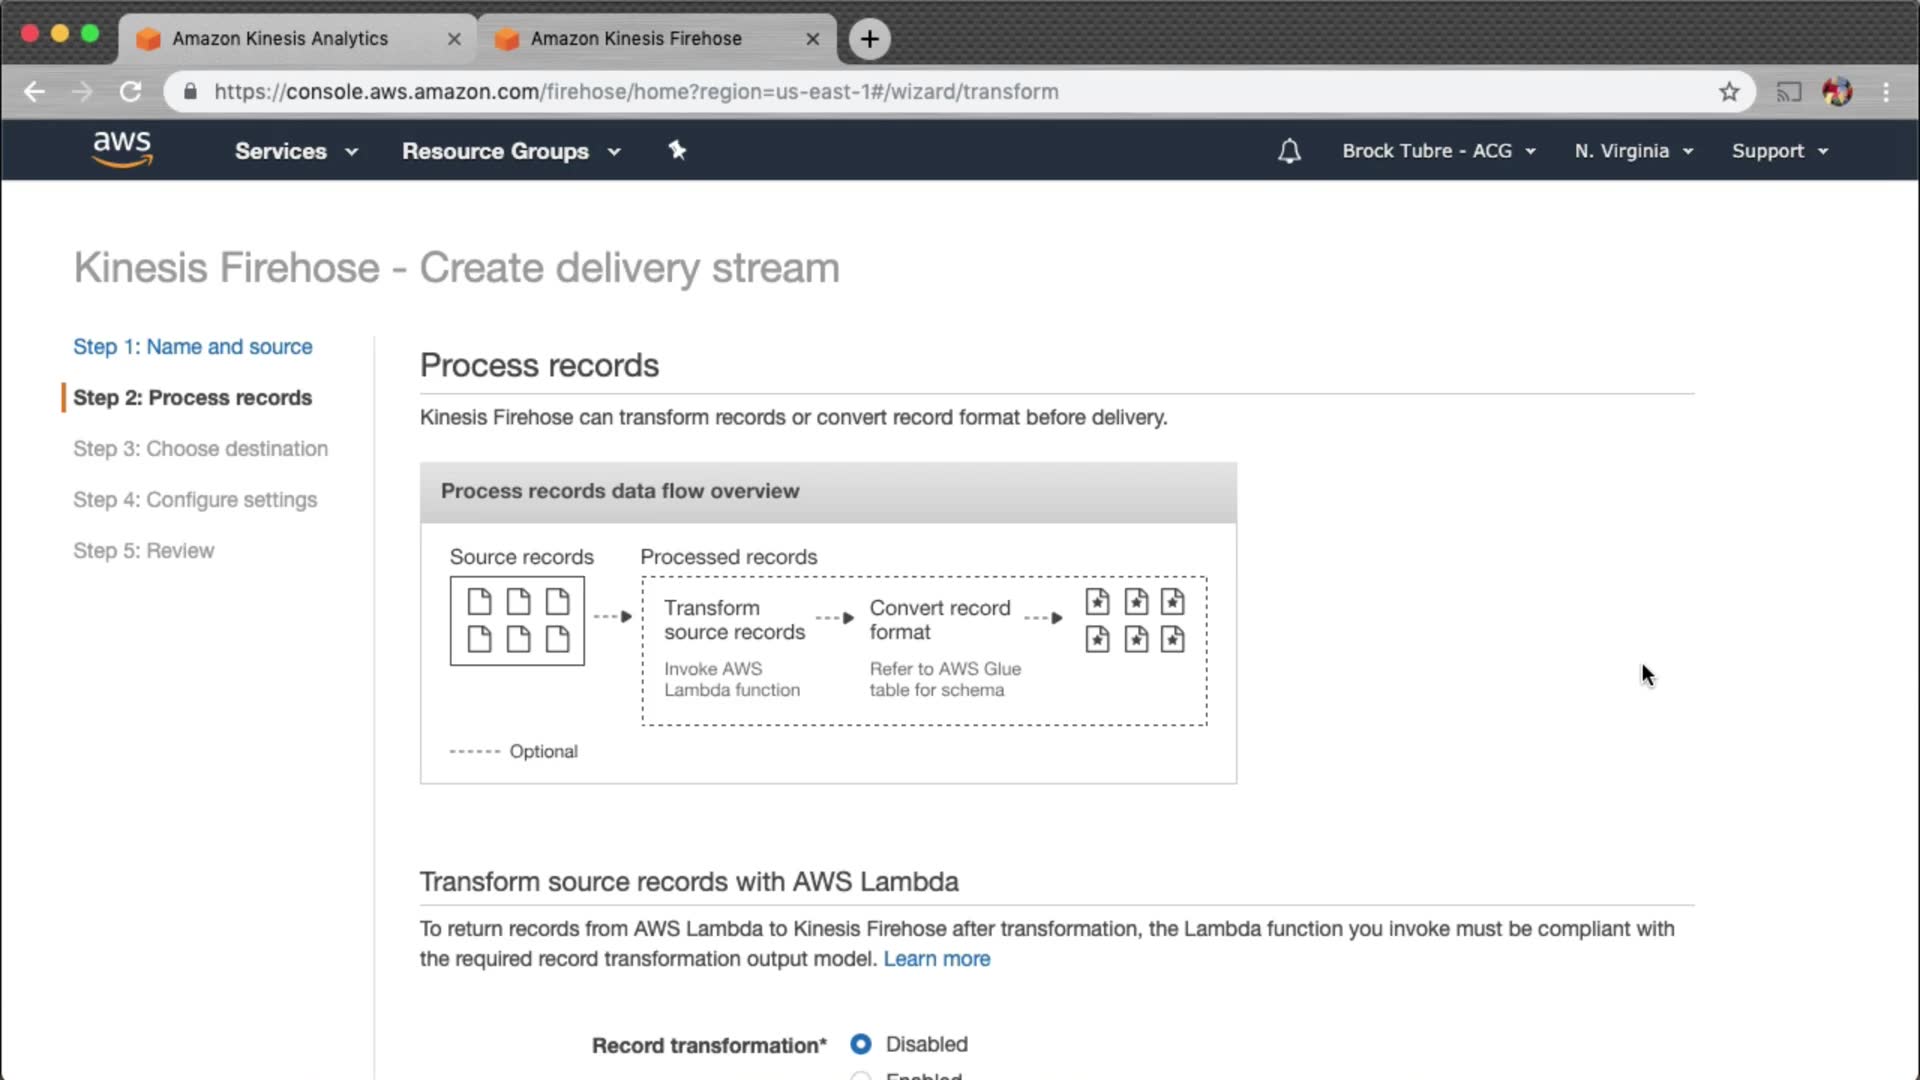 Amazon Kinesis Analytics
Amazon Kinesis Firehose
https://console.aws.amazon.com/firehose/home?region=us-east-1#/wizard/transform
aws
Services
Resource Groups
Brock Tubre - ACG
N. Virginia
Support
Kinesis Firehose - Create delivery stream
Step 1: Name and source
Step 2: Process records
Step 3: Choose destination
Step 4: Configure settings
Step 5: Review
Process records
Kinesis Firehose can transform records or convert record format before delivery.
Process records data flow overview
Source records
Processed records
Transform
source records
Invoke AWS
Lambda function
Convert record
format
Refer to AWS Glue
table for schema
Optional
Transform source records with AWS Lambda
To return records from AWS Lambda to Kinesis Firehose after transformation, the Lambda function you invoke must be compliant with
the required record transformation output model. Learn more
Record transformation*
Disabled
Enabled